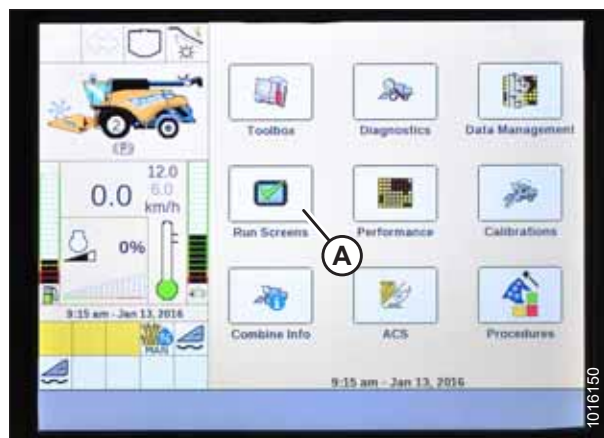 Toolbox
Diagnostics
Data Management
2
(P)
12.0
6.0
0.0
km/h
Run Screens
Performance
Calibrations
A
0%
9:15 am - Jan 13, 2016
MAN
Combine Info
ACS
Procedures
9:15 am - Jan 13, 2016
1016150